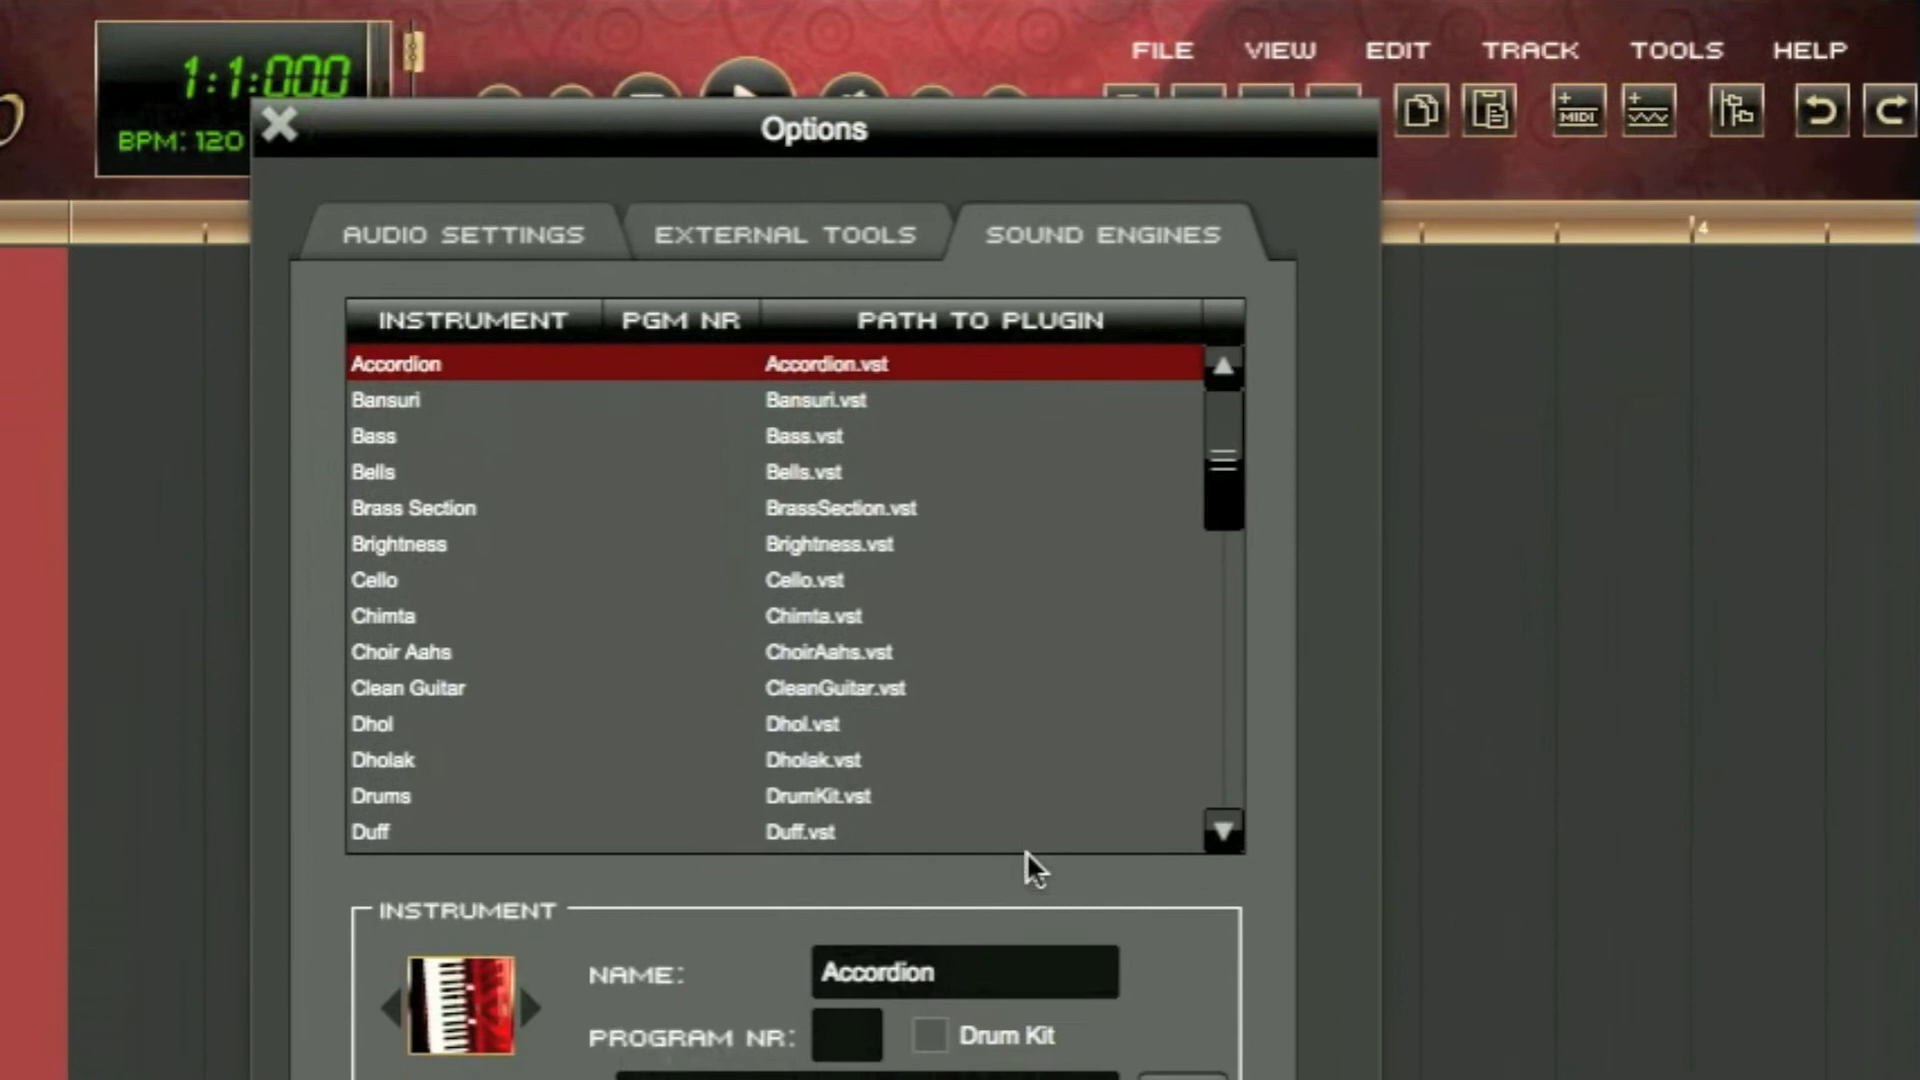 1:1:000
BPM: 120
FILE VIEW EDIT TRACK TOOLS HELP
MIDI
4
Options
AUDIO SETTINGS EXTERNAL TOOLS SOUND ENGINES
INSTRUMENT PGM NR PATH TO PLUGIN
Accordion Accordion.vst
Bansuri Bansuri.vst
Bass Bass.vst
Bells Bells.vst
Brass Section BrassSection.vst
Brightness Brightness.vst
Cello Cello.vst
Chimta Chimta.vst
Choir Aahs ChoirAahs.vst
Clean Guitar CleanGuitar.vst
Dhol Dhol.vst
Dholak Dholak.vst
Drums DrumKit.vst
Duff Duff.vst
INSTRUMENT
NAME: Accordion
PROGRAM NR: Drum Kit